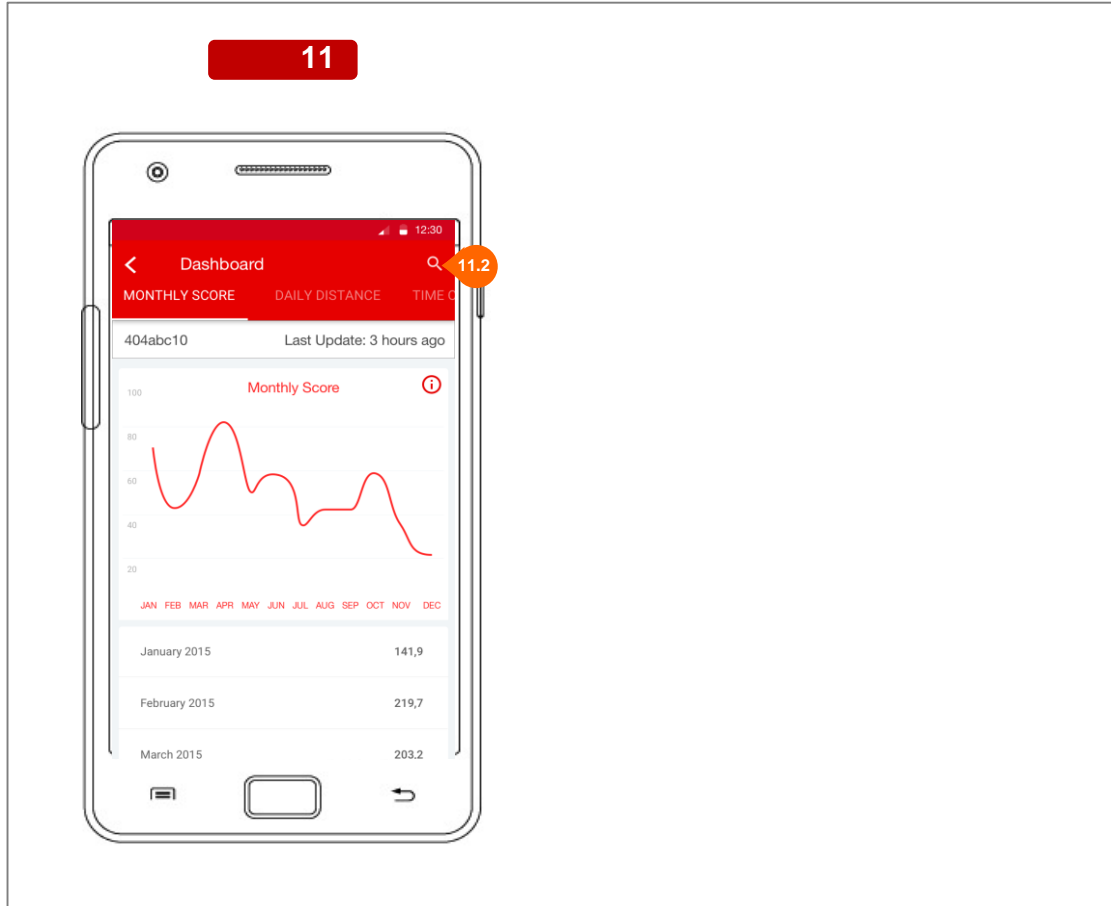 11
12:30
Dashboard
11.2
MONTHLY SCORE DAILY DISTANCE TIME
404abc10 Last Update: 3 hours ago
Monthly Score
100
80
60
40
20
JAN FEB MAR APR MAY JUN JUL AUG SEP OCT NOV DEC
January 2015 141,9
February 2015 219,7
March 2015 203.2